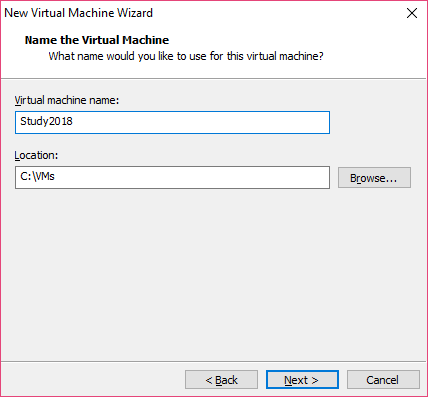 New Virtual Machine Wizard
Name the Virtual Machine
What name would you like to use for this virtual machine?
Virtual machine name:
Study2018
Location:
C:\VMs
Browse...
< Back
Next >
Cancel